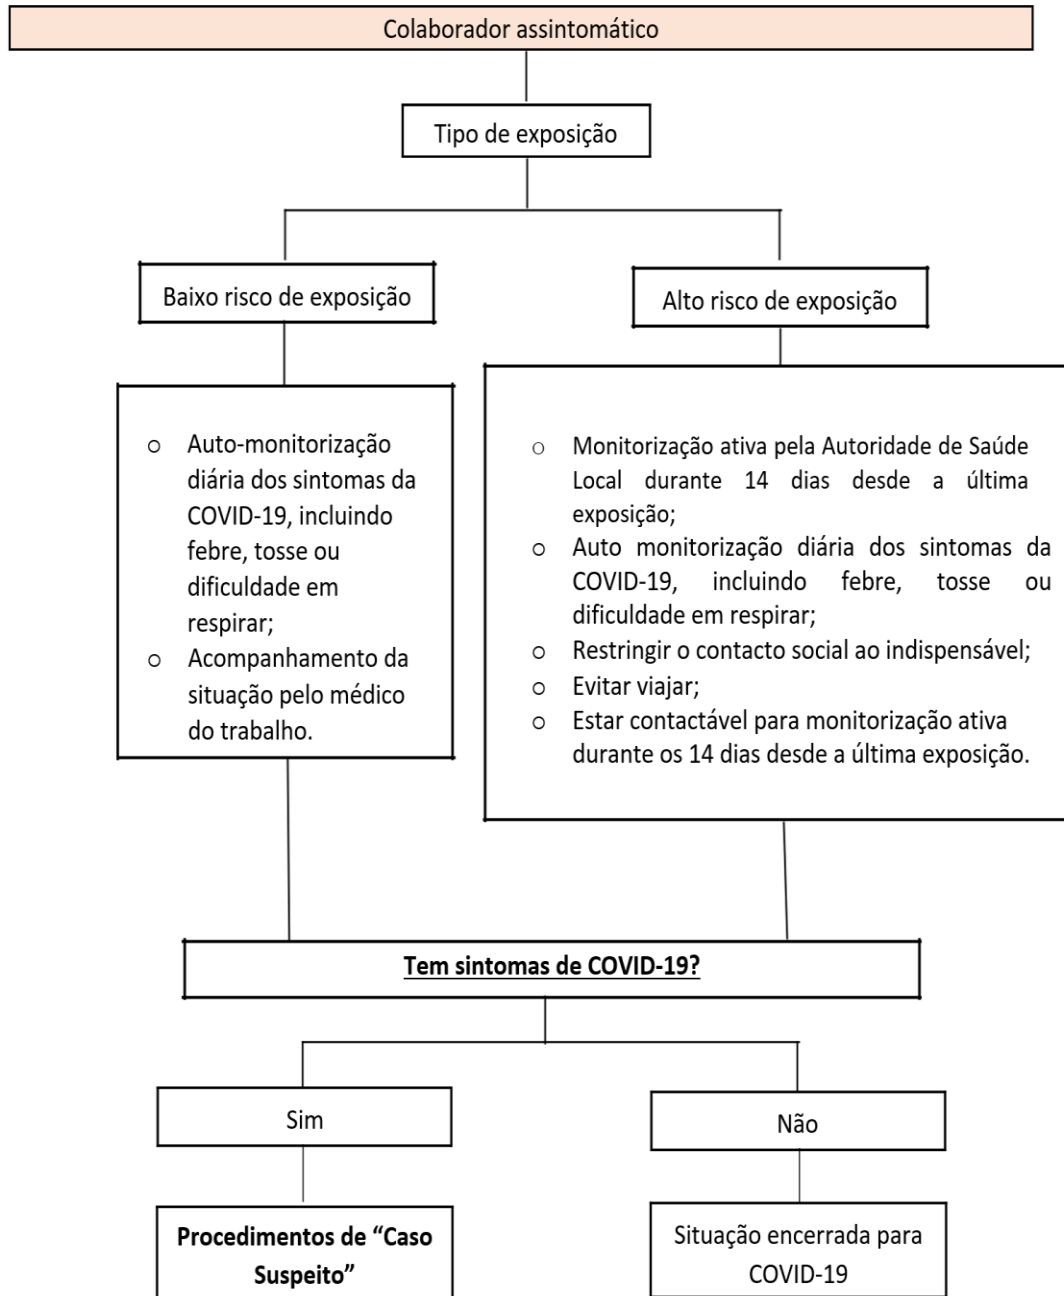 Colaborador assintomático
Tipo de exposição
Baixo risco de exposição
Alto risco de exposição
o Auto-monitorização
diária dos sintomas da
COVID-19, incluindo
febre, tosse ou
dificuldade em
respirar;
o Acompanhamento da
situação pelo médico
do trabalho.
o Monitorização ativa pela Autoridade de Saúde
Local durante 14 dias desde a última
exposição;
o Auto monitorização diária dos sintomas da
COVID-19, incluindo febre, tosse ou
dificuldade em respirar;
o Restringir o contacto social ao indispensável;
o Evitar viajar;
o Estar contactável para monitorização ativa
durante os 14 dias desde a última exposição.
Tem sintomas de COVID-19?
Sim
Não
Procedimentos de “Caso
Suspeito”
Situação encerrada para
COVID-19